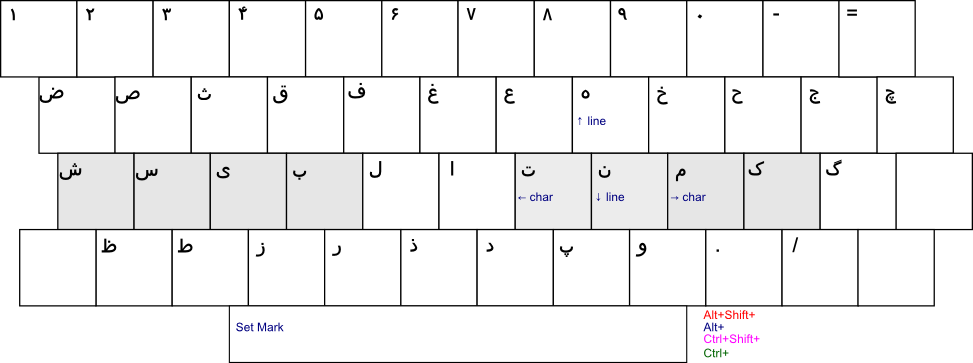 ۱ ۲ ۳ ۴ ۵ ۶ ۷ ۸ ۹ ۰ - =
ض ص ث ق ف غ ع ه خ ح ج چ
↑ line
ش س ی ب ل ا ت ن م ک گ
← char ↓ line → char
ظ ط ز ر ذ د پ و . /
Set Mark
Alt+Shift+
Alt+
Ctrl+Shift+
Ctrl+